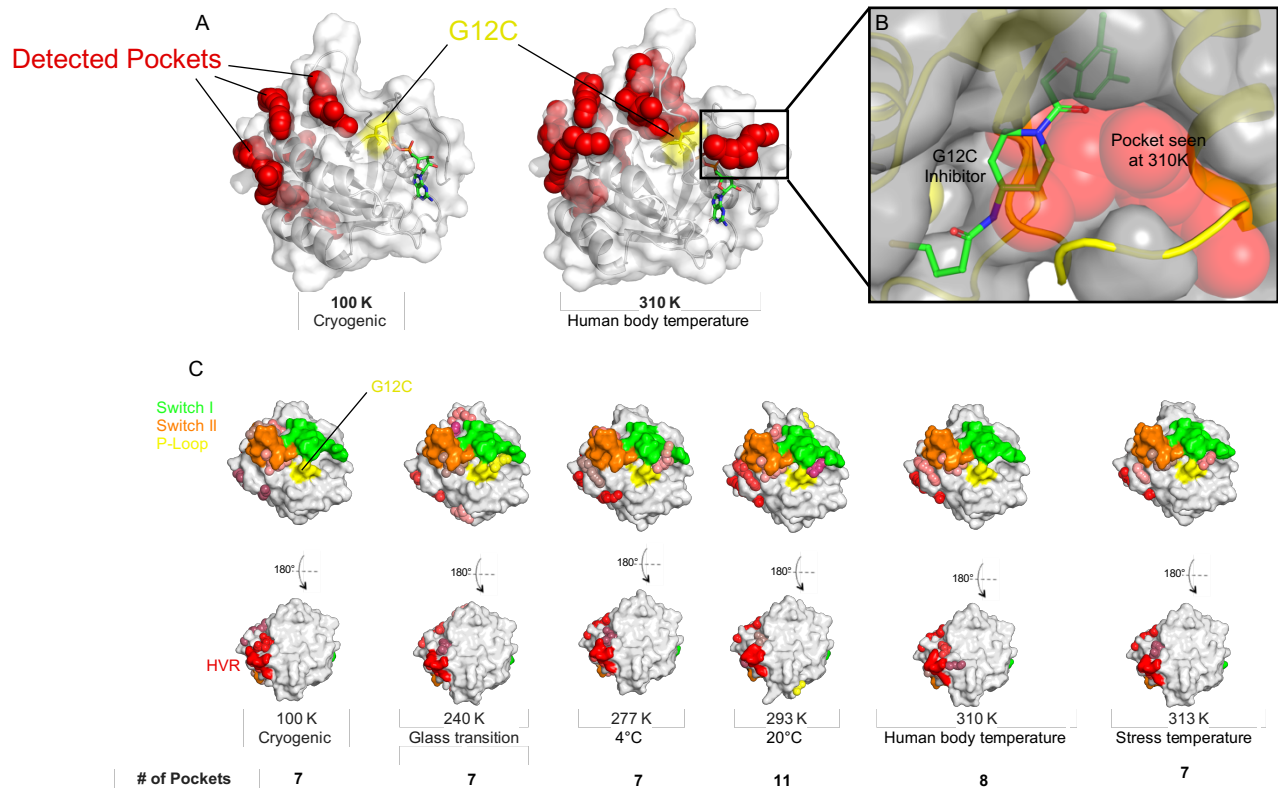 A
G12C
Detected Pockets
100 K
Cryogenic
310 K
Human body temperature
B
G12C
Inhibitor
Pocket seen
at 310K
C
G12C
Switch I
Switch II
P-Loop
180°
180°
180°
180°
180°
180°
HVR
100 K
Cryogenic
240 K
Glass transition
277 K
4°C
293 K
20°C
310 K
Human body temperature
313 K
Stress temperature
# of Pockets 7 7 7 11 8 7